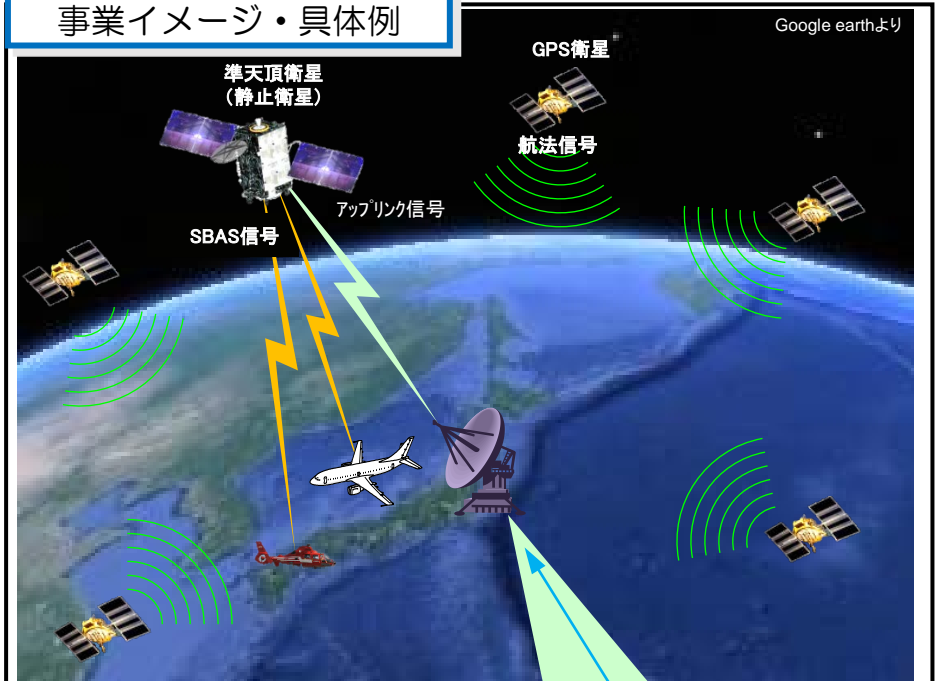 事業イメージ・具体例
Google earthより
GPS衛星
準天頂衛星
(静止衛星)
航法信号
アップリンク信号
SBAS信号